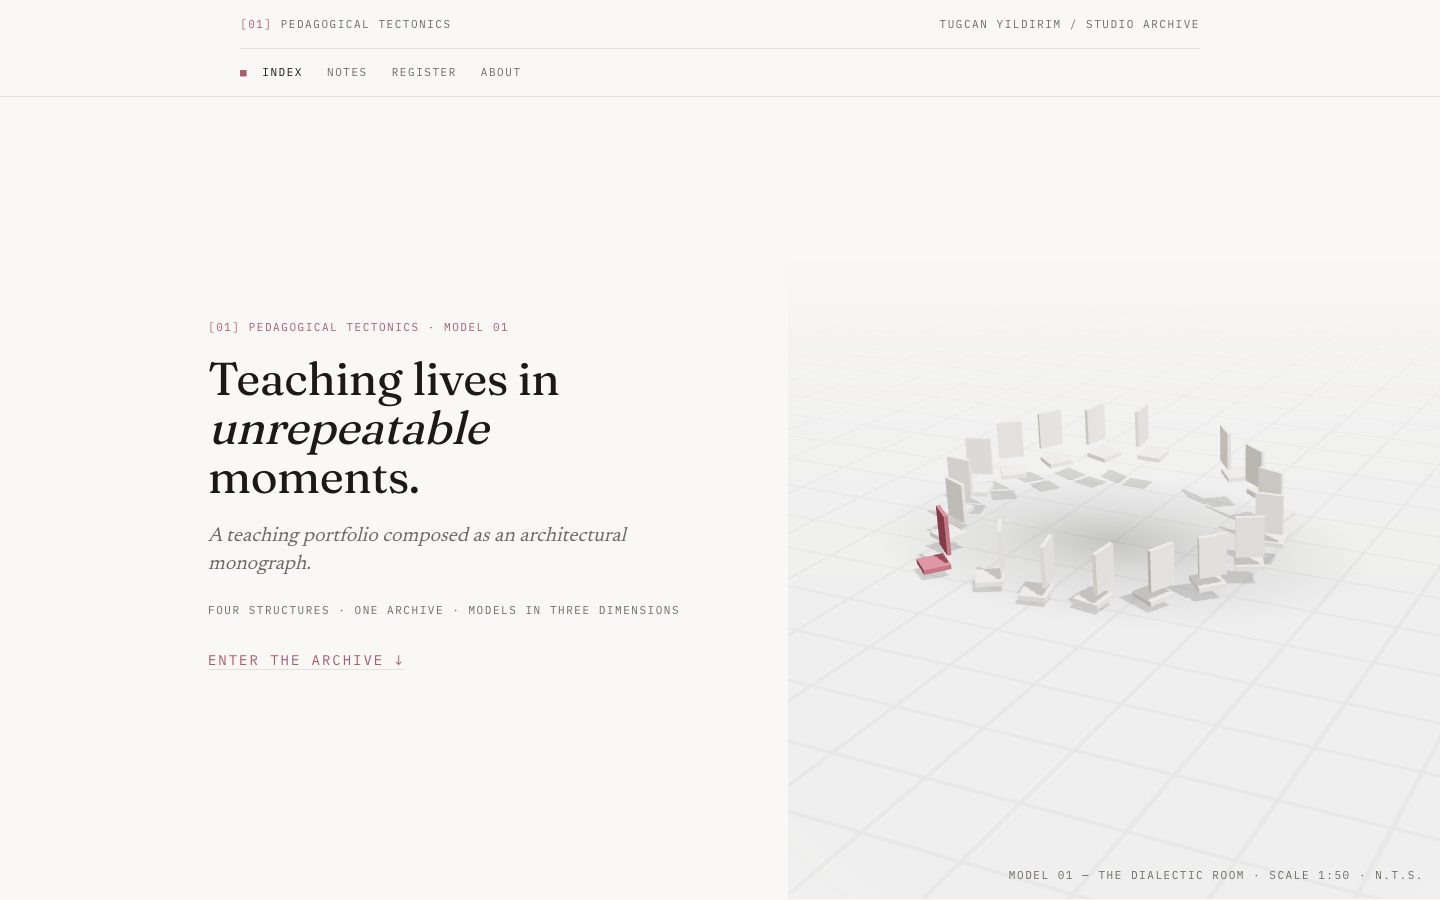 [01] PEDAGOGICAL TECTONICS
TUGCAN YILDIRIM / STUDIO ARCHIVE
INDEX NOTES REGISTER ABOUT
[01] PEDAGOGICAL TECTONICS · MODEL 01
Teaching lives in
unrepeatable
moments.
A teaching portfolio composed as an architectural
monograph.
FOUR STRUCTURES · ONE ARCHIVE · MODELS IN THREE DIMENSIONS
ENTER THE ARCHIVE ↓
MODEL 01 — THE DIALECTIC ROOM · SCALE 1:50 · N.T.S.